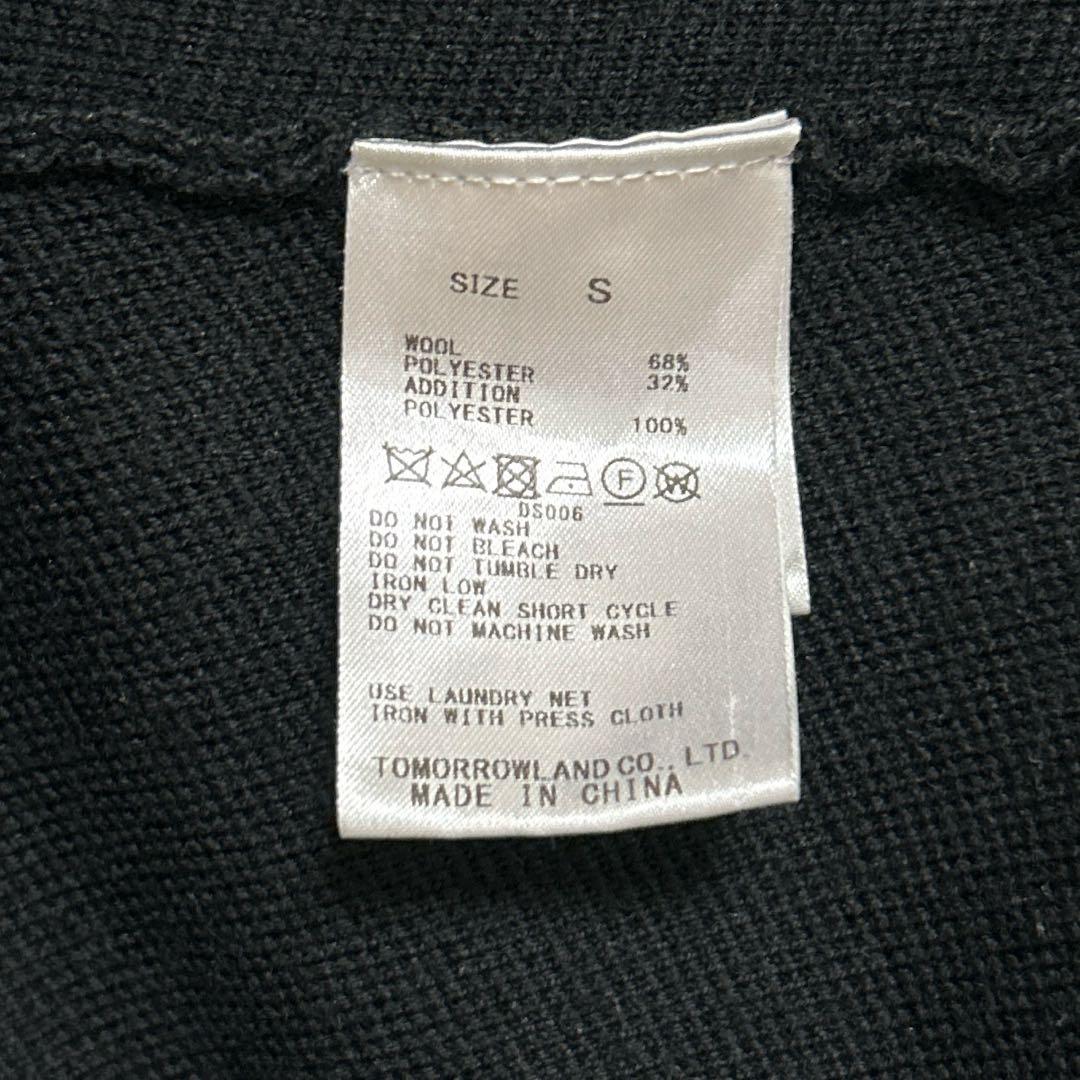 SIZE S
WOOL 68%
POLYESTER 32%
ADDITION
POLYESTER 100%
F W
DS006
DO NOT WASH
DO NOT BLEACH
DO NOT TUMBLE DRY
IRON LOW
DRY CLEAN SHORT CYCLE
DO NOT MACHINE WASH
USE LAUNDRY NET
IRON WITH PRESS CLOTH
TOMORROWLAND CO., LTD.
MADE IN CHINA